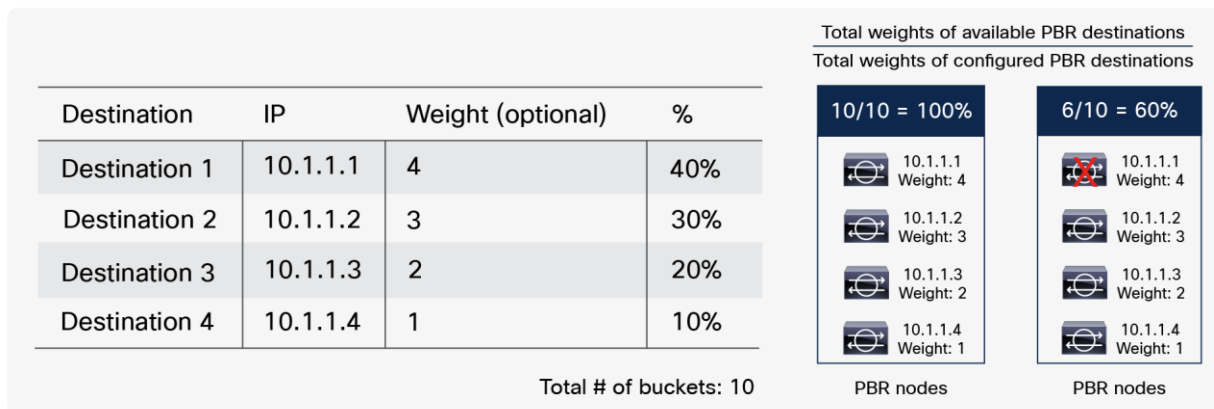 Destination IP Weight (optional) %
Destination 1 10.1.1.1 4 40%
Destination 2 10.1.1.2 3 30%
Destination 3 10.1.1.3 2 20%
Destination 4 10.1.1.4 1 10%
Total # of buckets: 10
Total weights of available PBR destinations
Total weights of configured PBR destinations
10/10 = 100%
10.1.1.1
Weight: 4
10.1.1.2
Weight: 3
10.1.1.3
Weight: 2
10.1.1.4
Weight: 1
PBR nodes
6/10 = 60%
10.1.1.1
Weight: 4
10.1.1.2
Weight: 3
10.1.1.3
Weight: 2
10.1.1.4
Weight: 1
PBR nodes